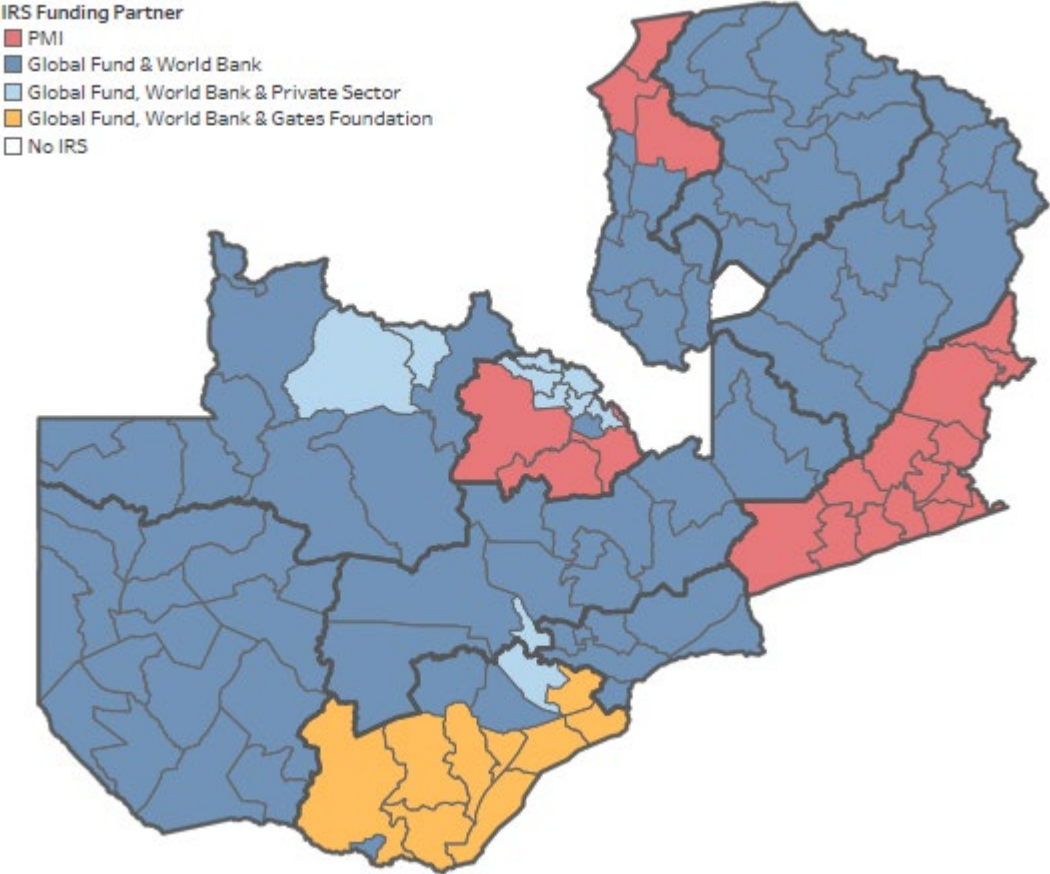 IRS Funding Partner
PMI
Global Fund & World Bank
Global Fund, World Bank & Private Sector
Global Fund, World Bank & Gates Foundation
No IRS